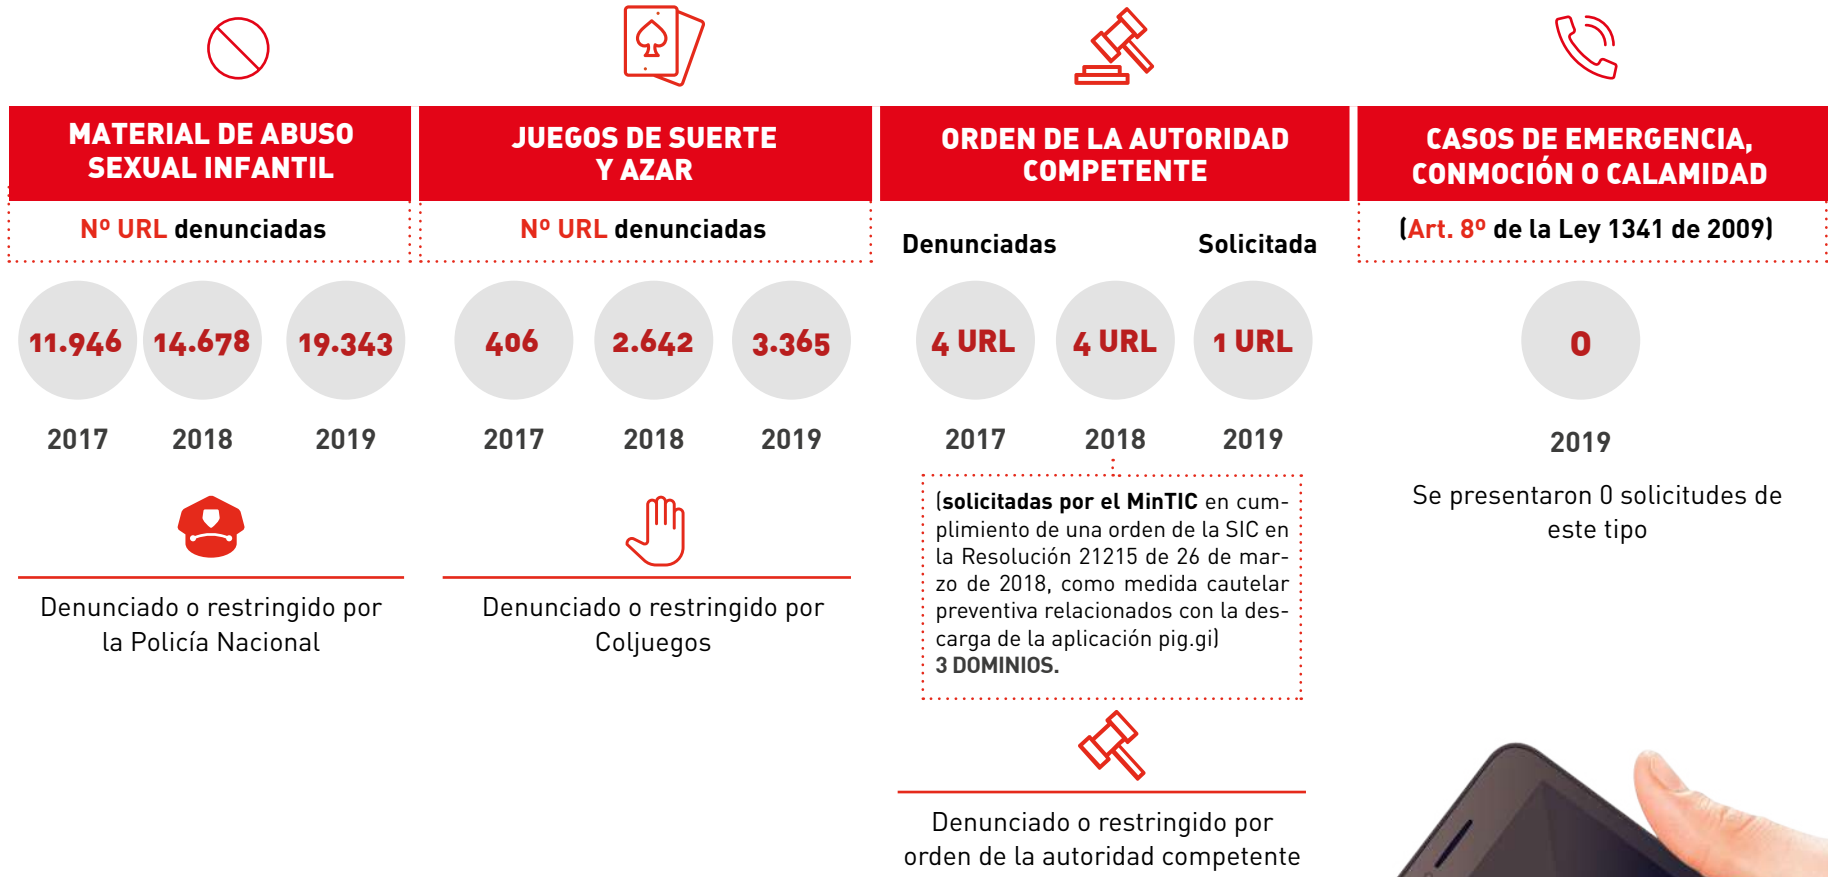 MATERIAL DE ABUSO
SEXUAL INFANTIL
Nº URL denunciadas
11.946
14.678
19.343
2017
2018
2019
Denunciado o restringido por
la Policía Nacional
JUEGOS DE SUERTE
Y AZAR
Nº URL denunciadas
406
2.642
3.365
2017
2018
2019
Denunciado o restringido por
Coljuegos
ORDEN DE LA AUTORIDAD
COMPETENTE
Denunciadas
Solicitada
4 URL
4 URL
1 URL
2017
2018
2019
(solicitadas por el MinTIC en cum-
plimiento de una orden de la SIC en
la Resolución 21215 de 26 de mar-
zo de 2018, como medida cautelar
preventiva relacionados con la des-
carga de la aplicación pig.gi)
3 DOMINIOS.
Denunciado o restringido por
orden de la autoridad competente
CASOS DE EMERGENCIA,
CONMOCIÓN O CALAMIDAD
(Art. 8º de la Ley 1341 de 2009)
0
2019
Se presentaron 0 solicitudes de
este tipo